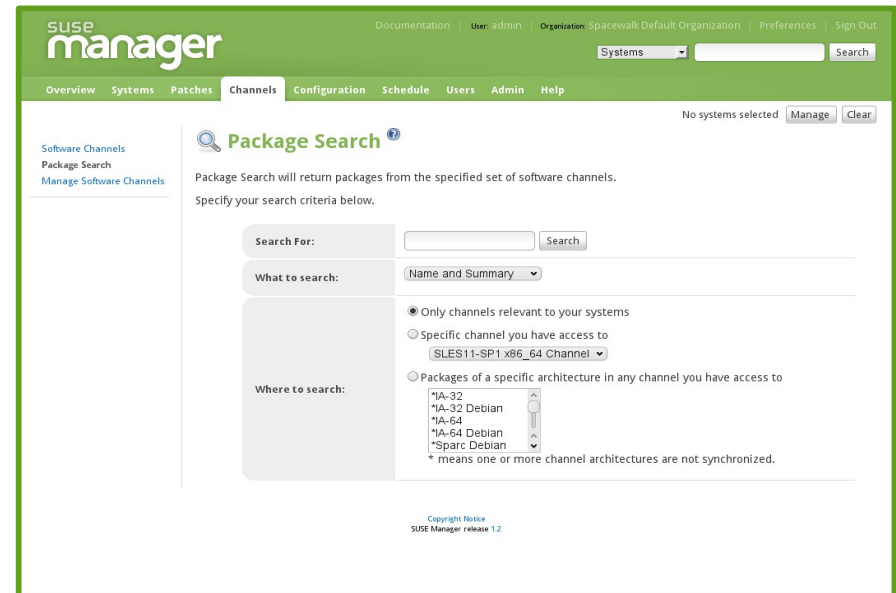 suse
manager
Documentation | User: admin | Organization: Spacewalk Default Organization | Preferences | Sign Out
Systems Search
Overview Systems Patches Channels Configuration Schedule Users Admin Help
No systems selected Manage Clear
Software Channels
Package Search
Manage Software Channels
Package Search ?
Package Search will return packages from the specified set of software channels.
Specify your search criteria below.
Search For: Search
What to search: Name and Summary
Where to search:
Only channels relevant to your systems
Specific channel you have access to
SLES11-SP1 x86_64 Channel
Packages of a specific architecture in any channel you have access to
*IA-32
*IA-32 Debian
*IA-64
*IA-64 Debian
*Sparc Debian
* means one or more channel architectures are not synchronized.
Copyright Notice
SUSE Manager release 1.2